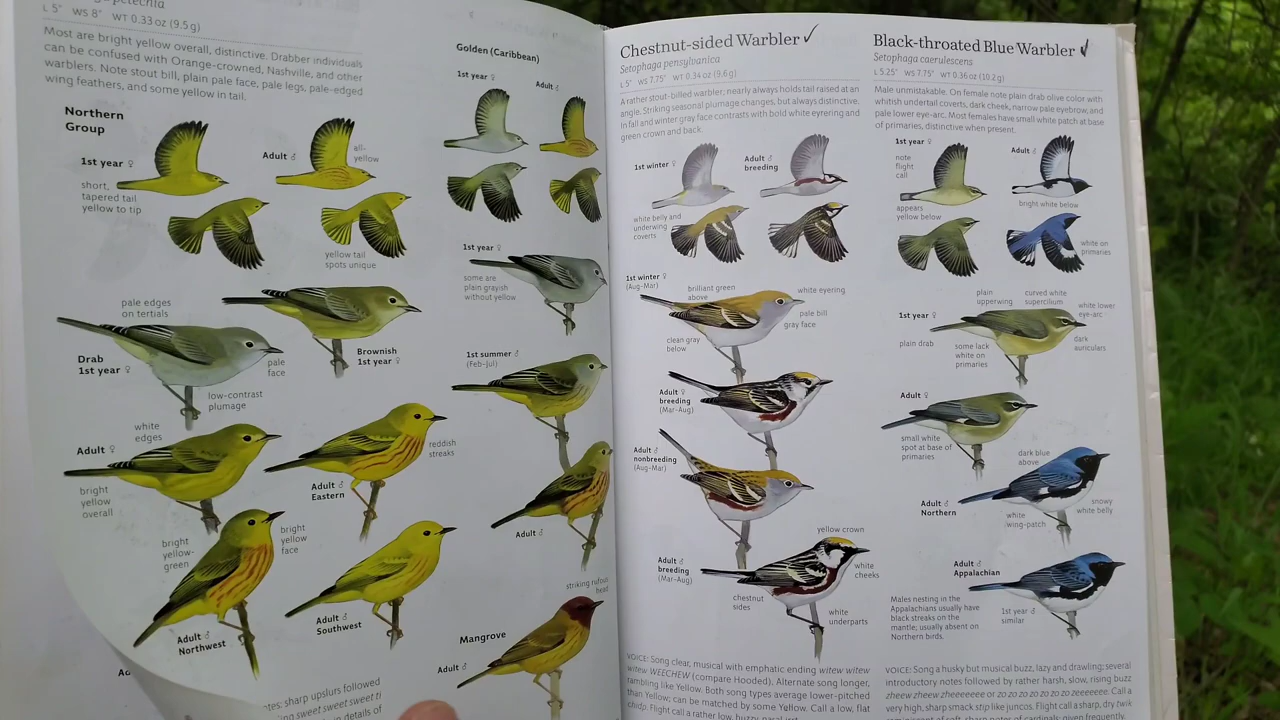 petechia
L 5" WS 8" WT 0.33 oz (9.5 g)
Most are bright yellow overall, distinctive. Drabber individuals
can be confused with Orange-crowned, Nashville, and other
warblers. Note stout bill, plain pale face, pale legs, pale-edged
wing feathers, and some yellow in tail.
Northern
Group
1st year ♀
short,
tapered tail
yellow to tip
Adult ♂
all-
yellow
yellow tail
spots unique
pale edges
on tertials
Drab
1st year ♀
pale
face
low-contrast
plumage
Brownish
1st year ♀
Adult ♀
white
edges
bright
yellow
overall
Adult ♂
Eastern
reddish
streaks
bright
yellow-
green
bright
yellow
face
Adult ♂
Northwest
Adult ♂
Southwest
sharp upslurs followed
sweet sweet sweet ti
details of
Golden (Caribbean)
1st year ♀
Adult ♂
1st year ♀
some are
plain grayish
without yellow
1st summer ♂
(Feb-Jul)
Adult ♂
striking rufous
Mangrove
Adult ♂
Chestnut-sided Warbler ✓
Setophaga pensylvanica
L 5" WS 7.75" WT 0.34 oz (9.6 g)
A rather stout-billed warbler; nearly always holds tail raised at an
angle. Striking seasonal plumage changes, but always distinctive.
In fall and winter gray face contrasts with bold white eyering and
green crown and back.
1st winter ♀
Adult ♂
breeding
white belly and
underwing
coverts
1st winter ♀
(Aug-Mar)
brilliant green
above
white eyering
pale bill
gray face
clean gray
below
Adult ♀
breeding
(Mar-Aug)
Adult ♂
nonbreeding
(Aug-Mar)
yellow crown
Adult ♂
breeding
(Mar-Aug)
white
cheeks
chestnut
sides
white
underparts
VOICE: Song clear, musical with emphatic ending witew witew
witew WEECHEW (compare Hooded). Alternate song longer,
rambling like Yellow. Both song types average lower-pitched
than Yellow; can be matched by some Yellow. Call a low, flat
chidp. Flight call a rather low, buzzy
Black-throated Blue Warbler ✓
Setophaga caerulescens
L 5.25" WS 7.75" WT 0.36 oz (10.2 g)
Male unmistakable. On female note plain drab olive color with
whitish undertail coverts, dark cheek, narrow pale eyebrow, and
pale lower eye-arc. Most females have small white patch at base
of primaries, distinctive when present.
1st year ♀
note
flight
call
Adult ♂
bright white below
appears
yellow below
white on
primaries
plain
upperwing
curved white
supercilium
white lower
eye-arc
1st year ♀
plain drab
some lack
white on
primaries
dark
auriculars
Adult ♀
small white
spot at base of
primaries
dark blue
above
Adult ♂
Northern
white
wing-patch
snowy
white belly
Adult ♂
Appalachian
Males nesting in the
Appalachians usually have
black streaks on the
mantle; usually absent on
Northern birds.
1st year ♂
similar
VOICE: Song a husky but musical buzz, lazy and drawling; several
introductory notes followed by rather harsh, slow, rising buzz
zheew zheew zheeeeeee or zo zo zo zo zo zo zo zeeeeeee. Call a
very high, sharp smack stip like juncos. Flight call a sharp, dry twik